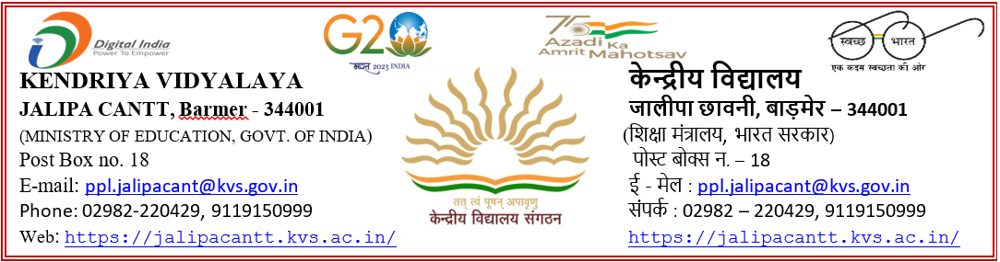 Digital India
Power To Empower
G20
भारत 2023 INDIA
75
Azadi Ka
Amrit Mahotsav
स्वच्छ भारत
एक कदम स्वच्छता की ओर
KENDRIYA VIDYALAYA
JALIPA CANTT, Barmer - 344001
(MINISTRY OF EDUCATION, GOVT. OF INDIA)
Post Box no. 18
E-mail: ppl.jalipacant@kvs.gov.in
Phone: 02982-220429, 9119150999
Web: https://jalipacantt.kvs.ac.in/
तत् त्वं पूषन् अपावृणु
केन्द्रीय विद्यालय संगठन
केन्द्रीय विद्यालय
जालीपा छावनी, बाड़मेर – 344001
(शिक्षा मंत्रालय, भारत सरकार)
पोस्ट बोक्स न. – 18
ई - मेल : ppl.jalipacant@kvs.gov.in
संपर्क : 02982 – 220429, 9119150999
https://jalipacantt.kvs.ac.in/